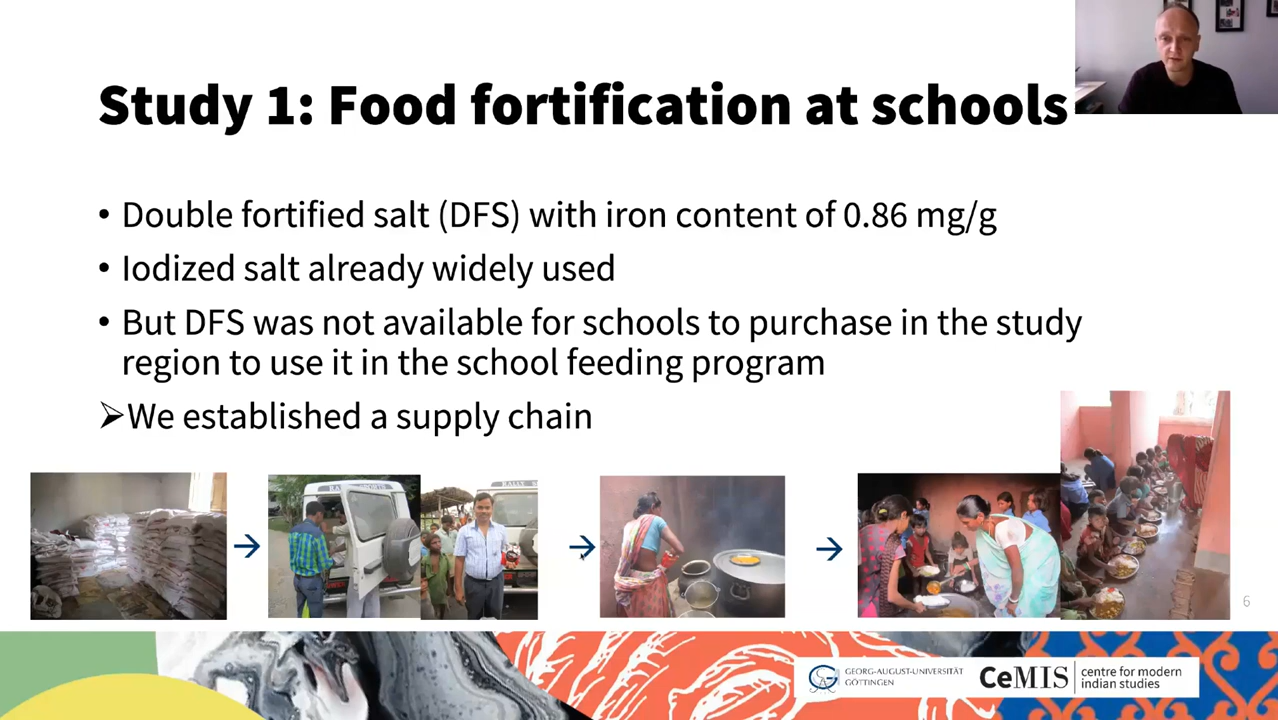 Study 1: Food fortification at schools
• Double fortified salt (DFS) with iron content of 0.86 mg/g
• Iodized salt already widely used
• But DFS was not available for schools to purchase in the study
region to use it in the school feeding program
➢We established a supply chain
6
GEORG-AUGUST-UNIVERSITÄT
GÖTTINGEN
CeMIS
centre for modern
indian studies